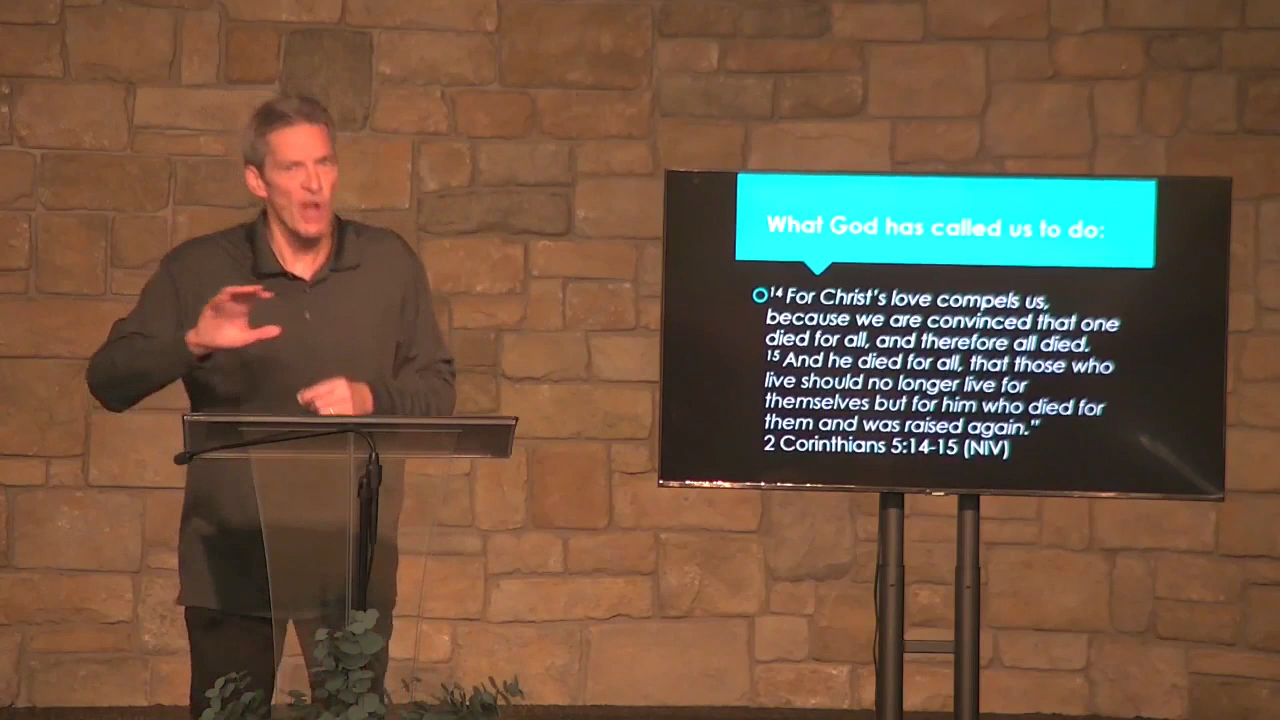 What God has called us to do:
14 For Christ's love compels us,
because we are convinced that one
died for all, and therefore all died.
15 And he died for all, that those who
live should no longer live for
themselves but for him who died for
them and was raised again."
2 Corinthians 5:14-15 (NIV)